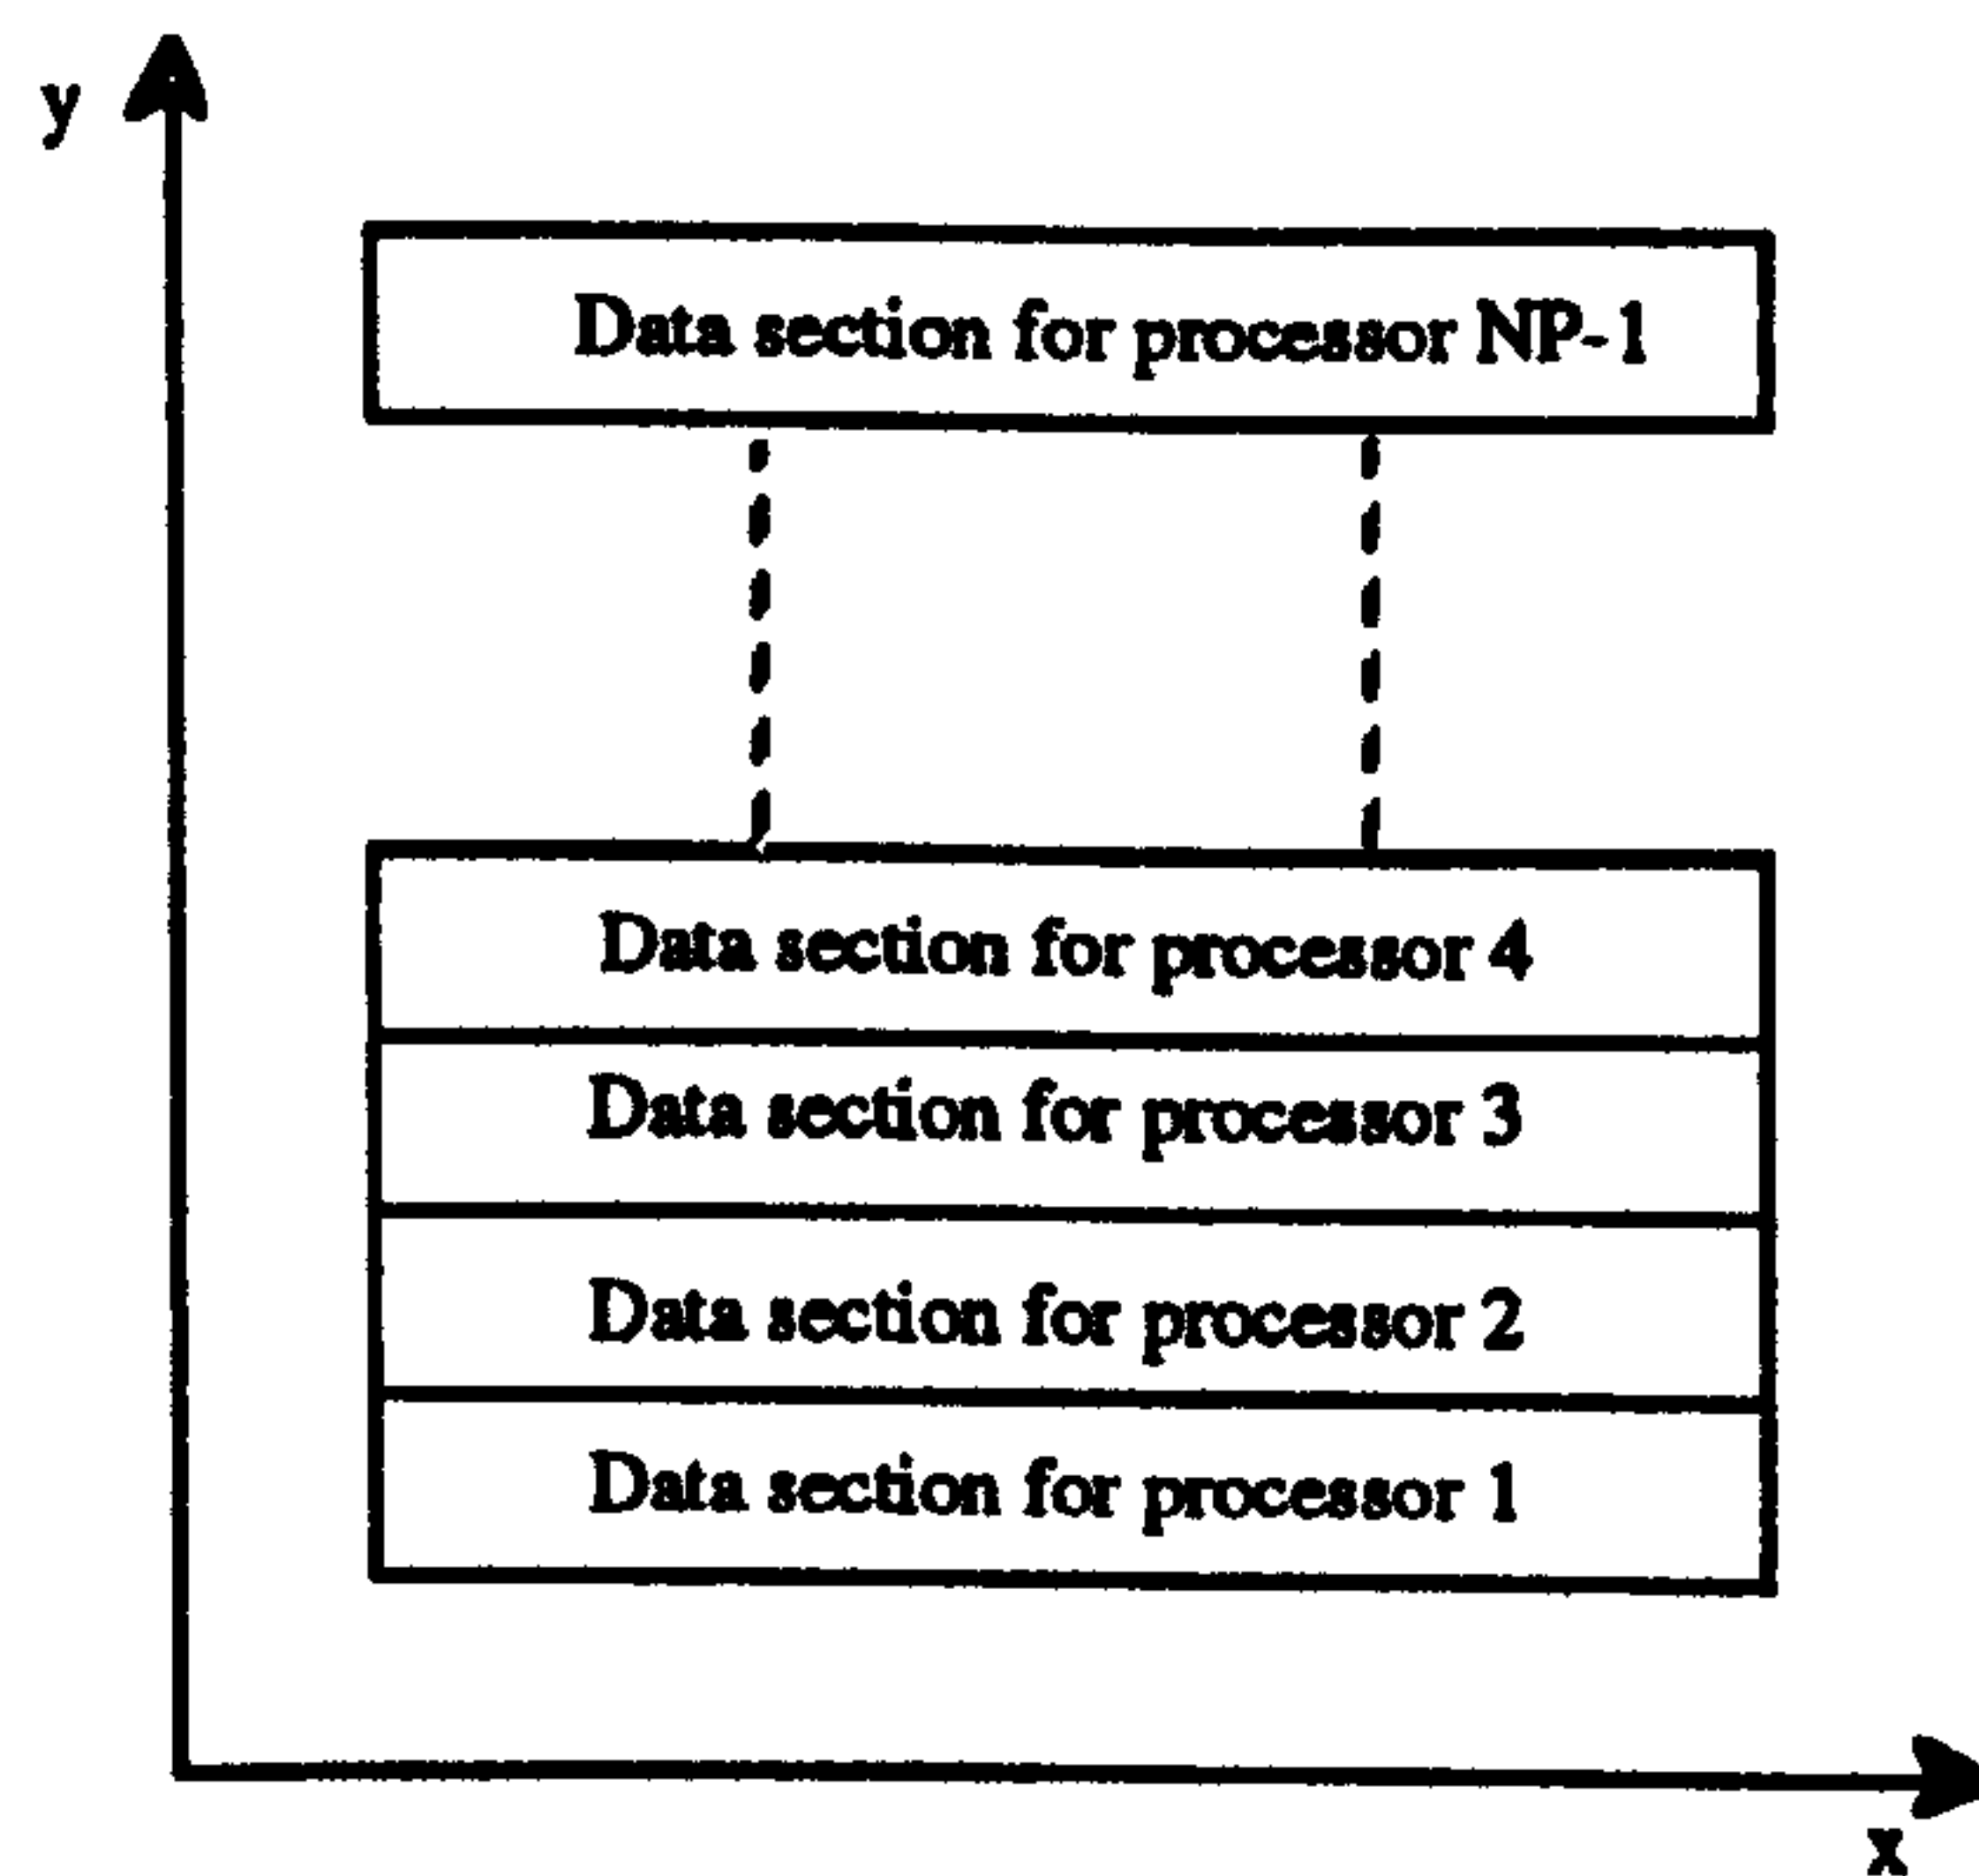 y
Data section for processor NP-1
Data section for processor 4
Data section for processor 3
Data section for processor 2
Data section for processor 1
x